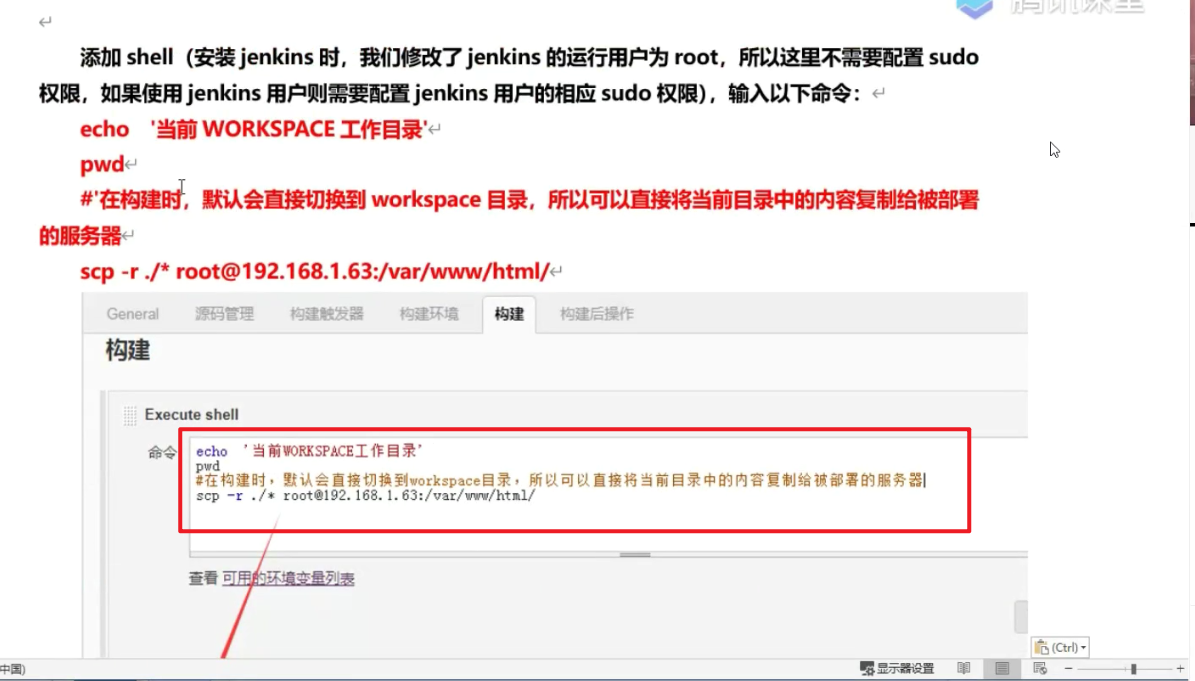 腾讯课堂
添加 shell（安装 jenkins 时，我们修改了 jenkins 的运行用户为 root，所以这里不需要配置 sudo
权限，如果使用 jenkins 用户则需要配置 jenkins 用户的相应 sudo 权限），输入以下命令：
echo '当前 WORKSPACE 工作目录'
pwd
#'在构建时，默认会直接切换到 workspace 目录，所以可以直接将当前目录中的内容复制给被部署
的服务器
scp -r ./* root@192.168.1.63:/var/www/html/
General 源码管理 构建触发器 构建环境 构建 构建后操作
构建
Execute shell
命令
echo '当前WORKSPACE工作目录'
pwd
#在构建时，默认会直接切换到workspace目录，所以可以直接将当前目录中的内容复制给被部署的服务器
scp -r ./* root@192.168.1.63:/var/www/html/
查看 可用的环境变量列表
(Ctrl)
中国) 显示器设置